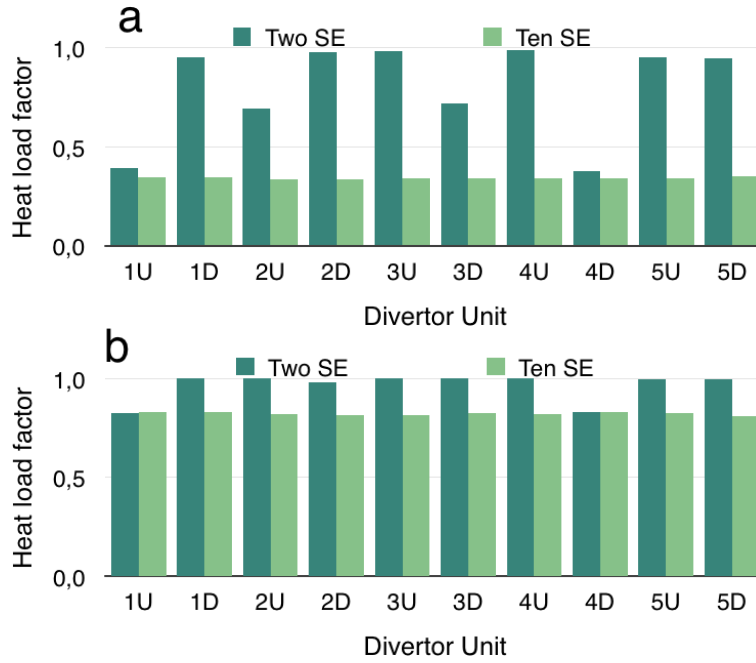 a
Two SE Ten SE
1,0
0,5
0,0
Heat load factor
1U 1D 2U 2D 3U 3D 4U 4D 5U 5D
Divertor Unit
b
Two SE Ten SE
1,0
0,5
0,0
Heat load factor
1U 1D 2U 2D 3U 3D 4U 4D 5U 5D
Divertor Unit